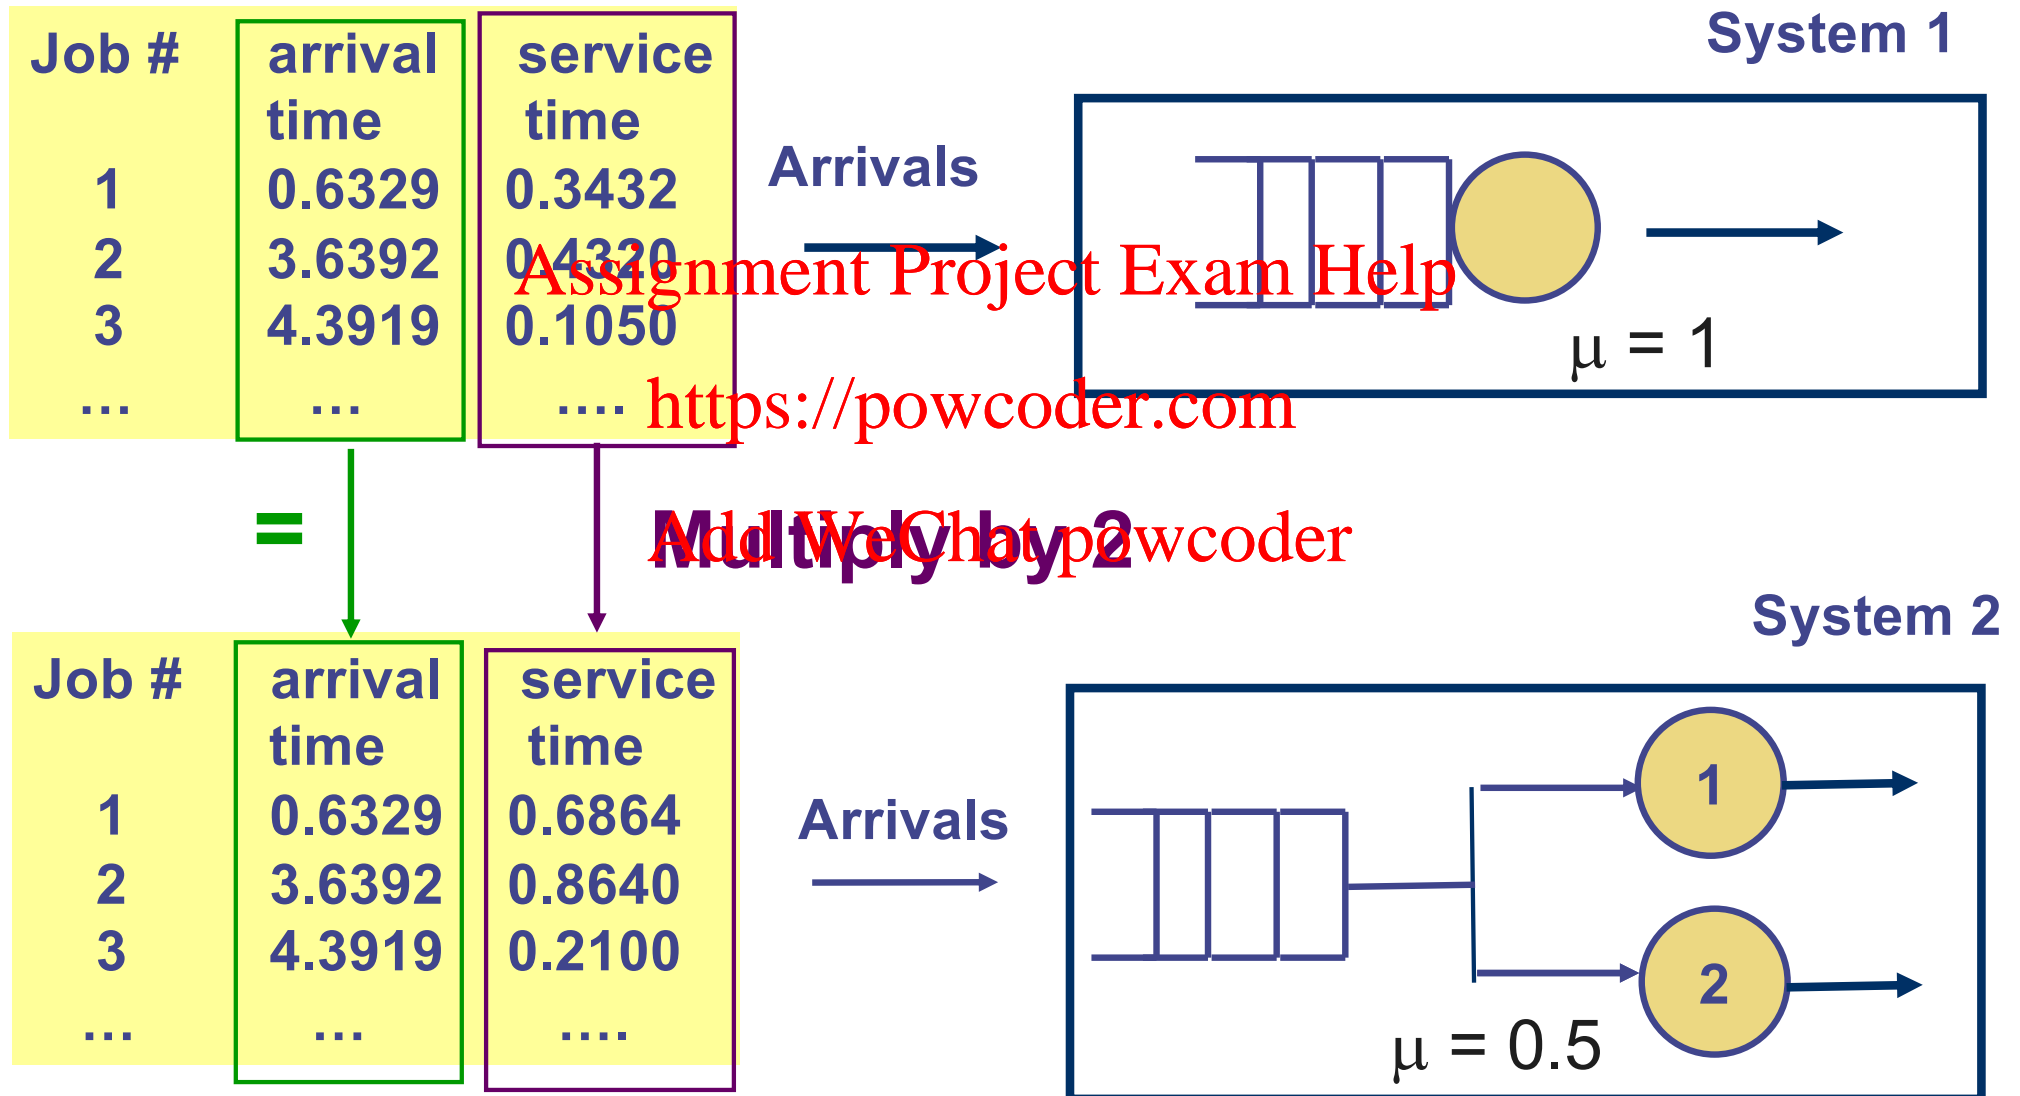 System 1
Job # arrival service
time time
1 0.6329 0.3432
2 3.6392 0.4320
3 4.3919 0.1050
... ... ....
Arrivals
Assignment Project Exam Help
μ = 1
https://powcoder.com
=
Multiply by 2
Add WeChat powcoder
System 2
Job # arrival service
time time
1 0.6329 0.6864
2 3.6392 0.8640
3 4.3919 0.2100
... ... ....
Arrivals
1
2
μ = 0.5